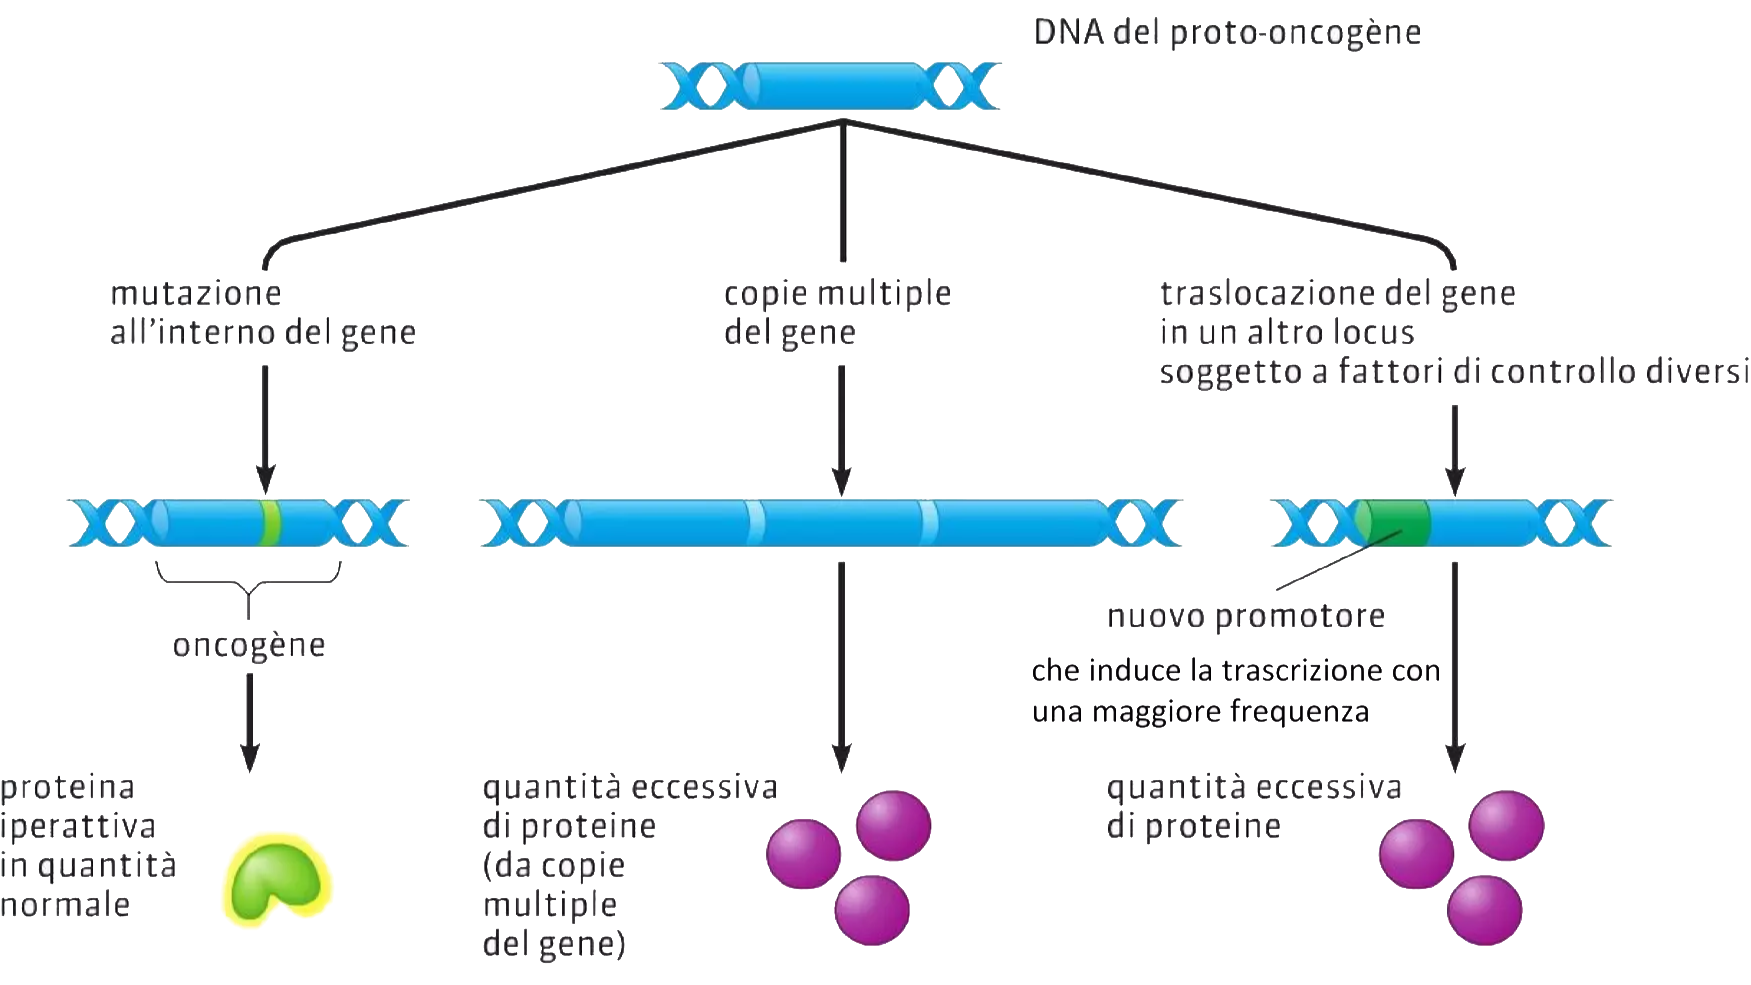 DNA del proto-oncogène
mutazione
all'interno del gene
copie multiple
del gene
traslocazione del gene
in un altro locus
soggetto a fattori di controllo diversi
oncogène
nuovo promotore
che induce la trascrizione con
una maggiore frequenza
proteina
iperattiva
in quantità
normale
quantità eccessiva
di proteine
(da copie
multiple
del gene)
quantità eccessiva
di proteine